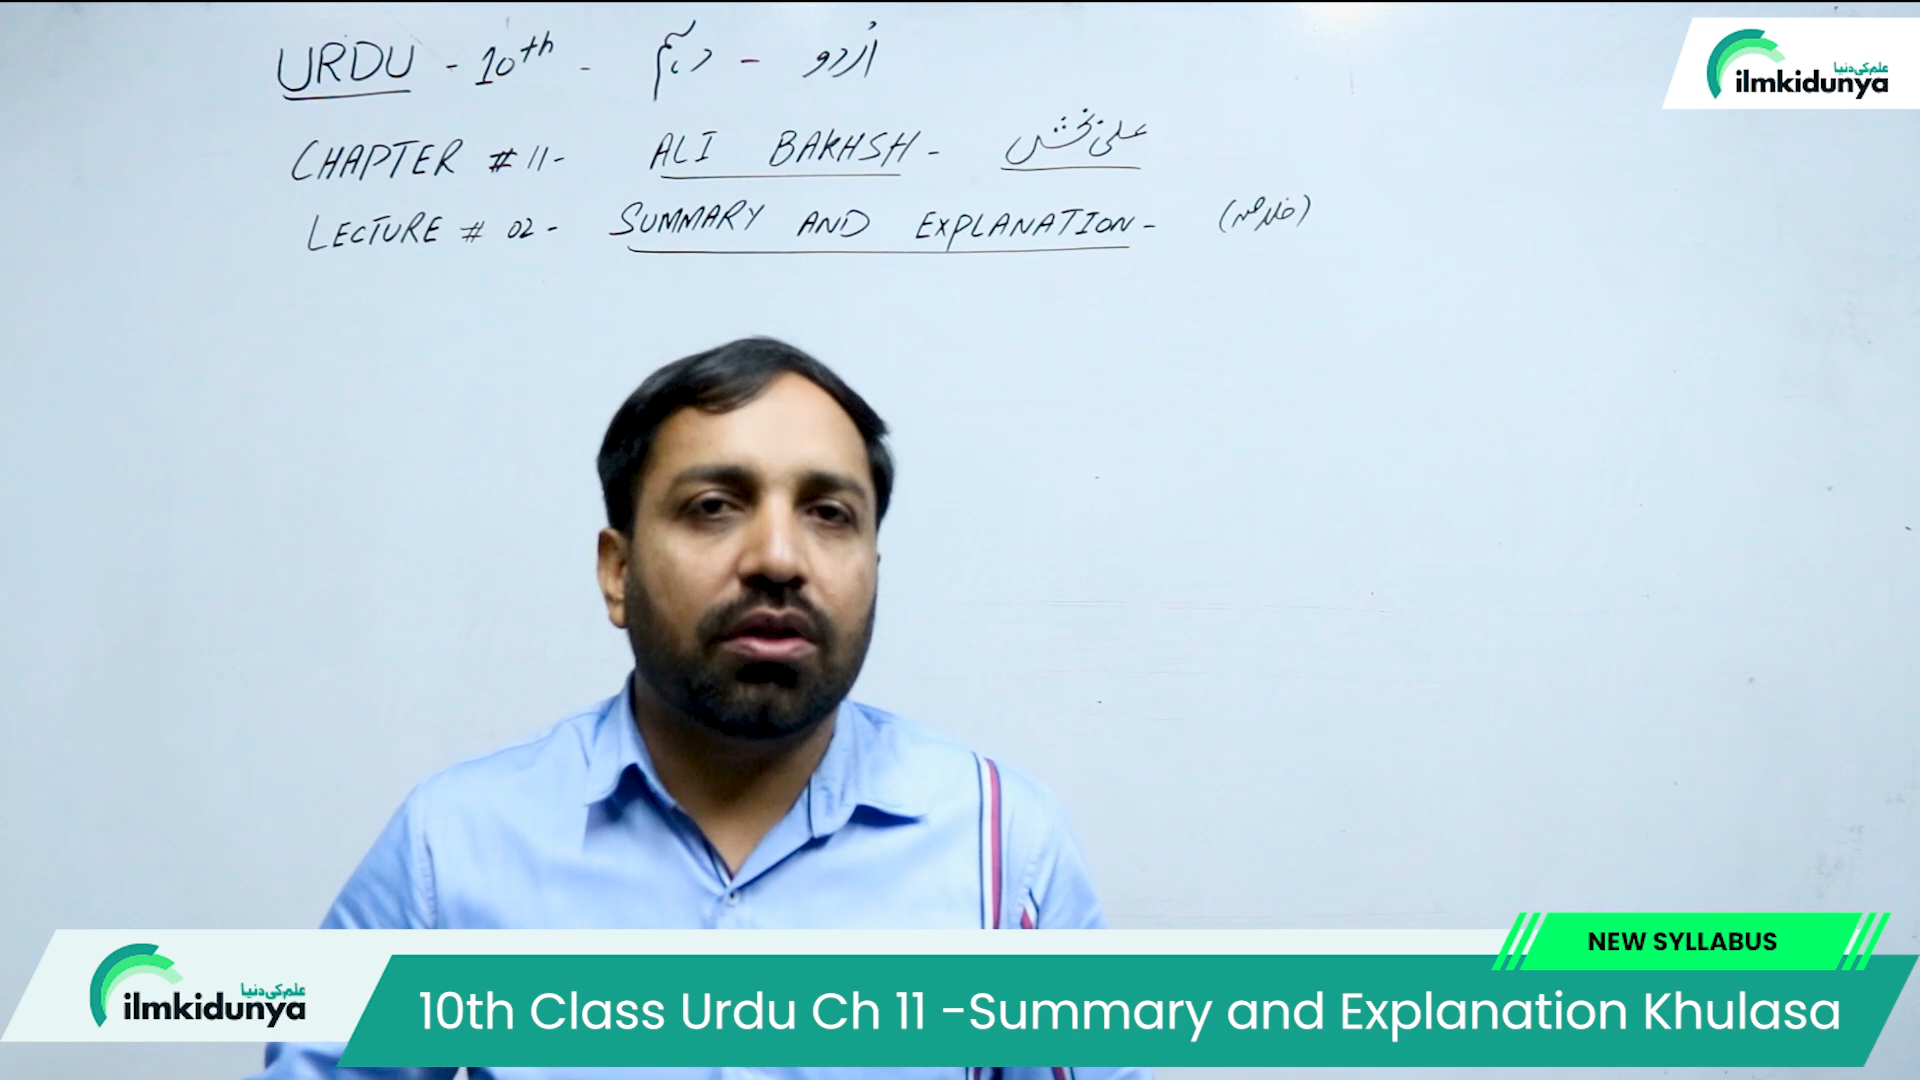 URDU - 10th - دہم - اُردو
علم کی دنیا
ilmkidunya
CHAPTER # 11- ALI BAKHSH - علی بخش
LECTURE # 02 - SUMMARY AND EXPLANATION - (خلاصہ)
NEW SYLLABUS
علم کی دنیا
ilmkidunya
10th Class Urdu Ch 11 -Summary and Explanation Khulasa